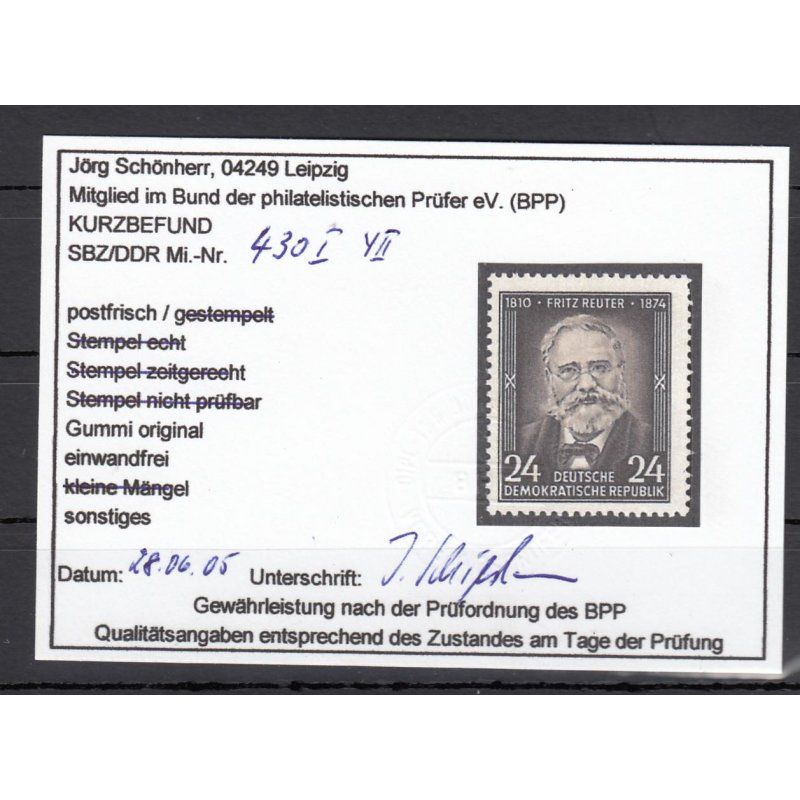 Jörg Schönherr, 04249 Leipzig
Mitglied im Bund der philatelistischen Prüfer eV. (BPP)
KURZBEFUND
SBZ/DDR Mi.-Nr. 430 I YII
postfrisch / gestempelt
Stempel echt
Stempel zeitgerecht
Stempel nicht prüfbar
Gummi original
einwandfrei
kleine Mängel
sonstiges
1810 · FRITZ REUTER · 1874
24 DEUTSCHE 24
DEMOKRATISCHE REPUBLIK
Datum: 28.06.05 Unterschrift:
Gewährleistung nach der Prüfordnung des BPP
Qualitätsangaben entsprechend des Zustandes am Tage der Prüfung